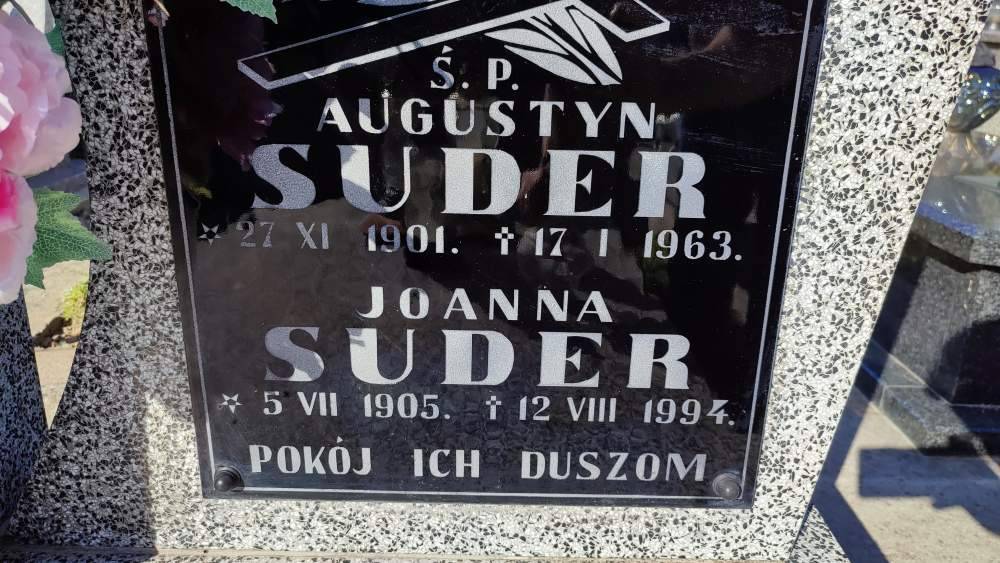 Ś. P.
AUGUSTYN
SUDER
* 27 XI 1901. † 17 I 1963.
JOANNA
SUDER
* 5 VII 1905. † 12 VIII 1994.
POKÓJ ICH DUSZOM